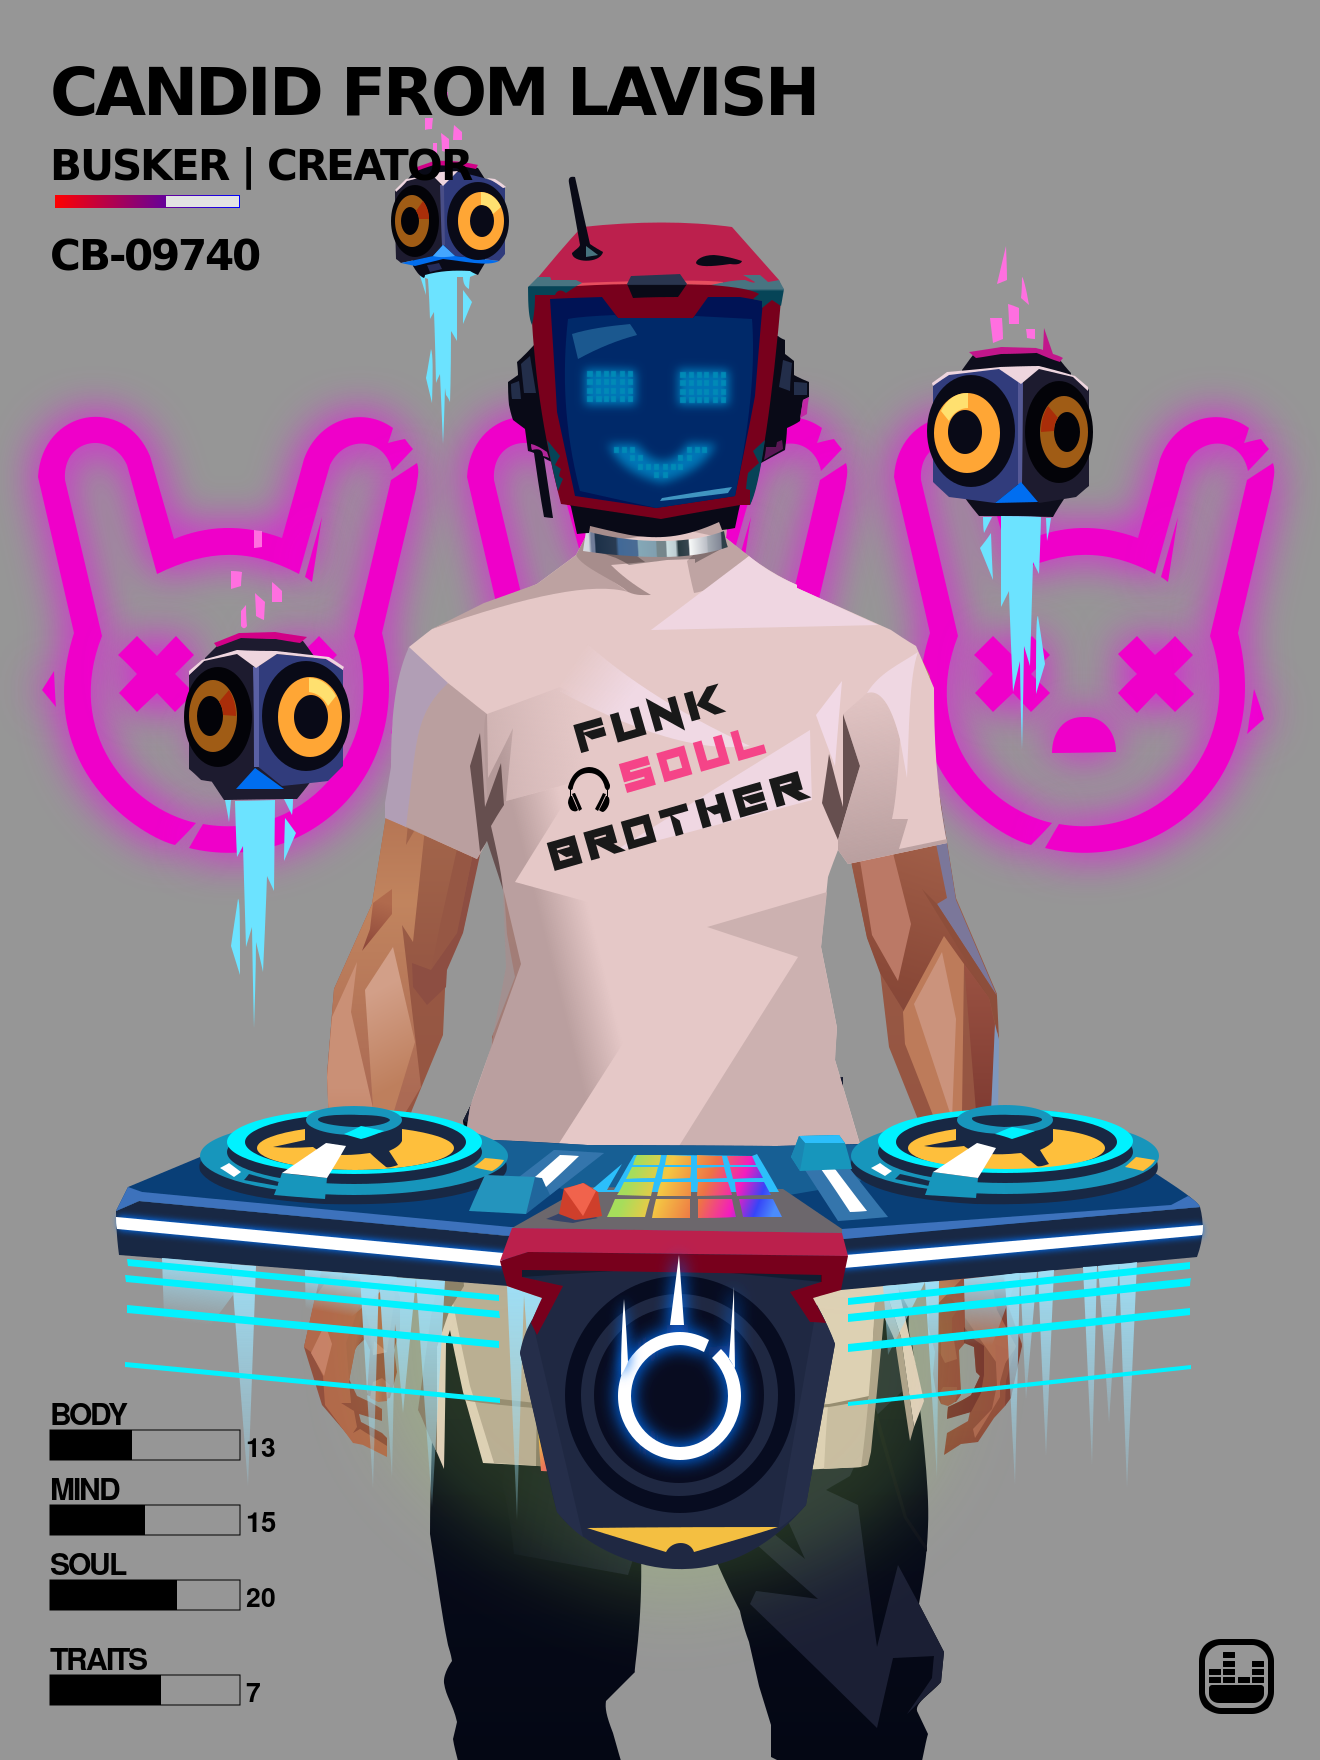 CANDID FROM LAVISH
BUSKER | CREATOR
CB-09740
FUNK
SOUL
BROTHER
BODY
13
MIND
15
SOUL
20
TRAITS
7